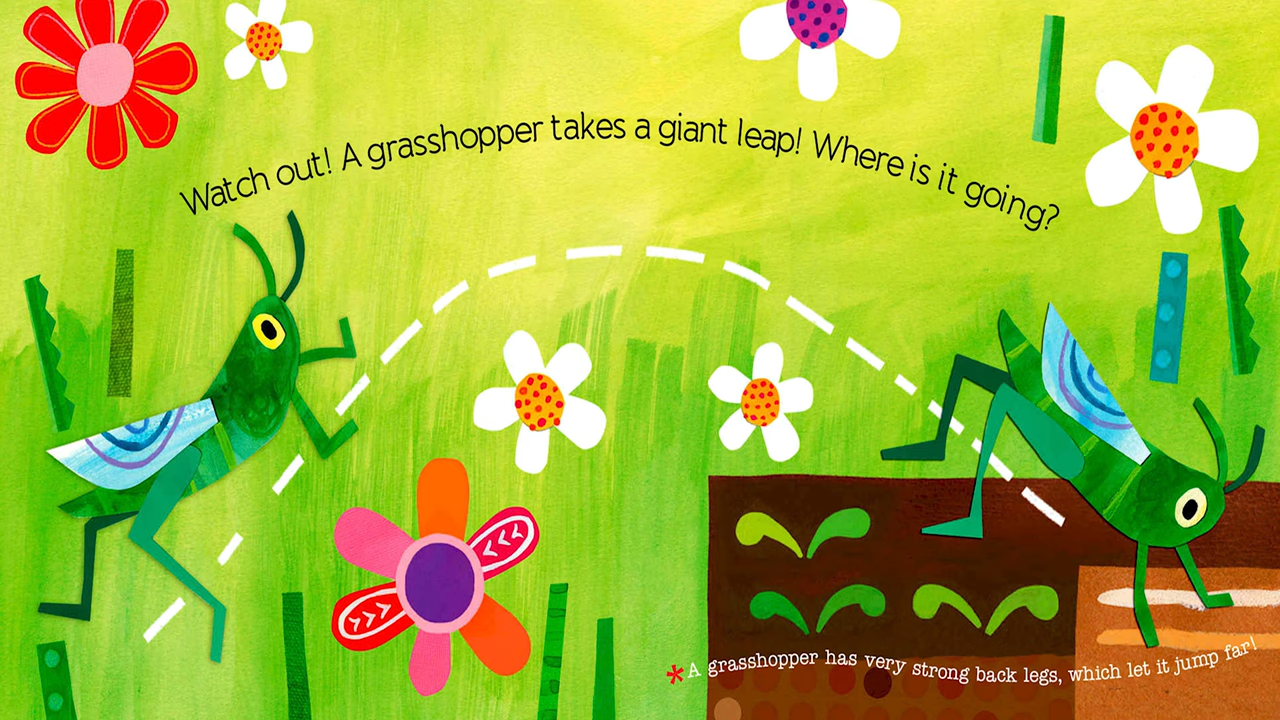 Watch out! A grasshopper takes a giant leap! Where is it going?
*A grasshopper has very strong back legs, which let it jump far!